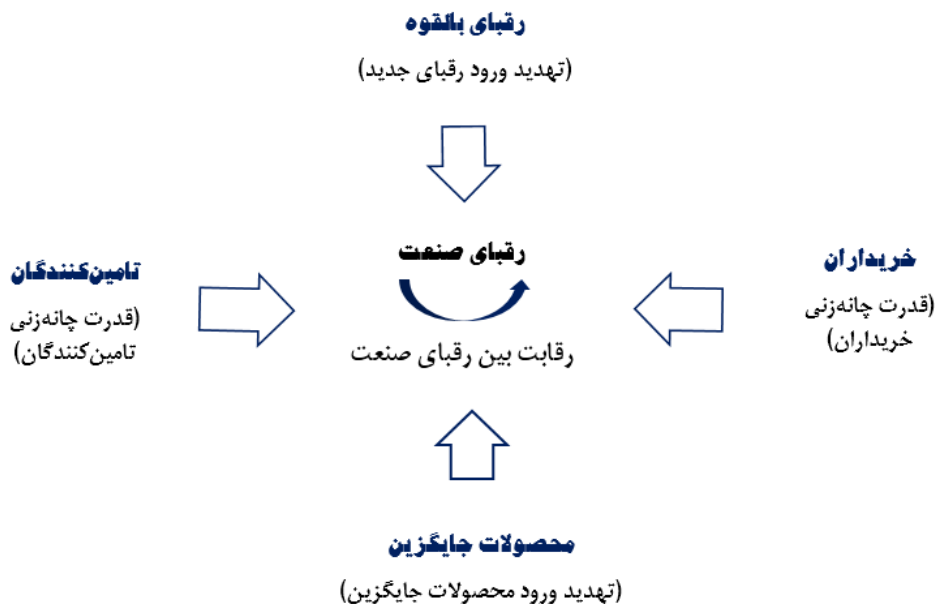 رقبای بالقوه
(تهدید ورود رقبای جدید)
رقبای صنعت
رقابت بین رقبای صنعت
خریداران
(قدرت چانه‌زنی
خریداران)
تامین‌کنندگان
(قدرت چانه‌زنی
تامین‌کنندگان)
محصولات جایگزین
(تهدید ورود محصولات جایگزین)